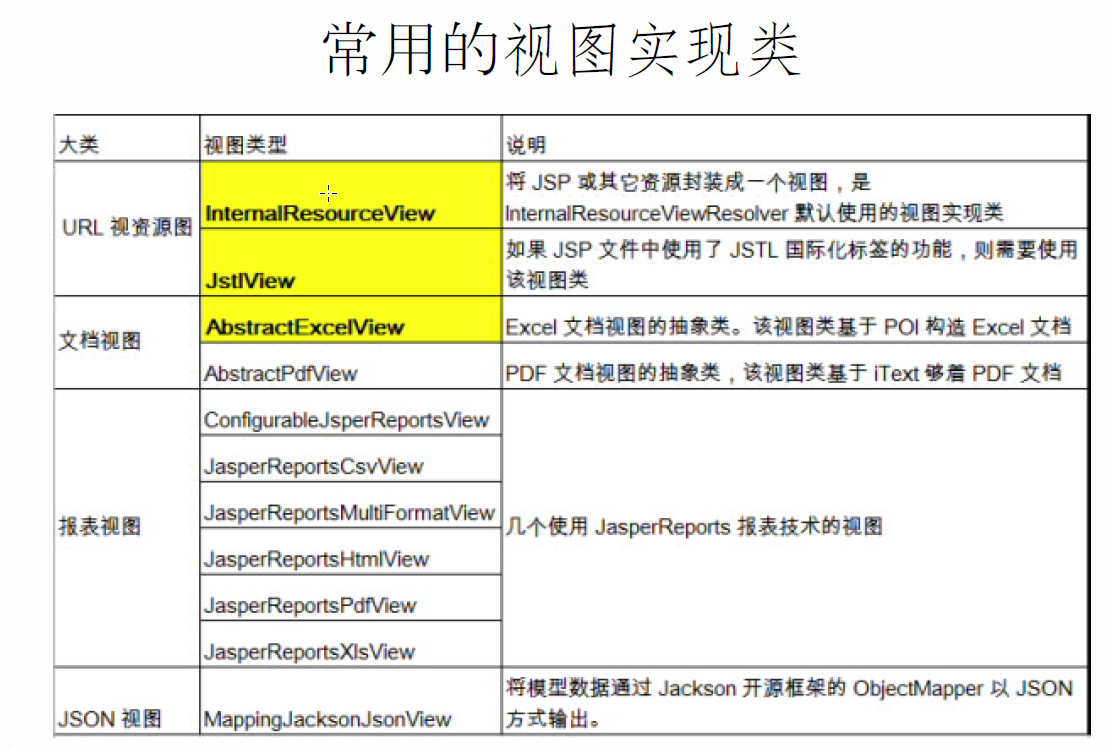 常用的视图实现类
大类 视图类型 说明
URL 视资源图
InternalResourceView
将 JSP 或其它资源封装成一个视图，是
InternalResourceViewResolver 默认使用的视图实现类
JstlView
如果 JSP 文件中使用了 JSTL 国际化标签的功能，则需要使用
该视图类
文档视图
AbstractExcelView
Excel 文档视图的抽象类。该视图类基于 POI 构造 Excel 文档
AbstractPdfView
PDF 文档视图的抽象类，该视图类基于 iText 够着 PDF 文档
报表视图
ConfigurableJsperReportsView
JasperReportsCsvView
JasperReportsMultiFormatView
JasperReportsHtmlView
JasperReportsPdfView
JasperReportsXlsView
几个使用 JasperReports 报表技术的视图
JSON 视图
MappingJacksonJsonView
将模型数据通过 Jackson 开源框架的 ObjectMapper 以 JSON
方式输出。